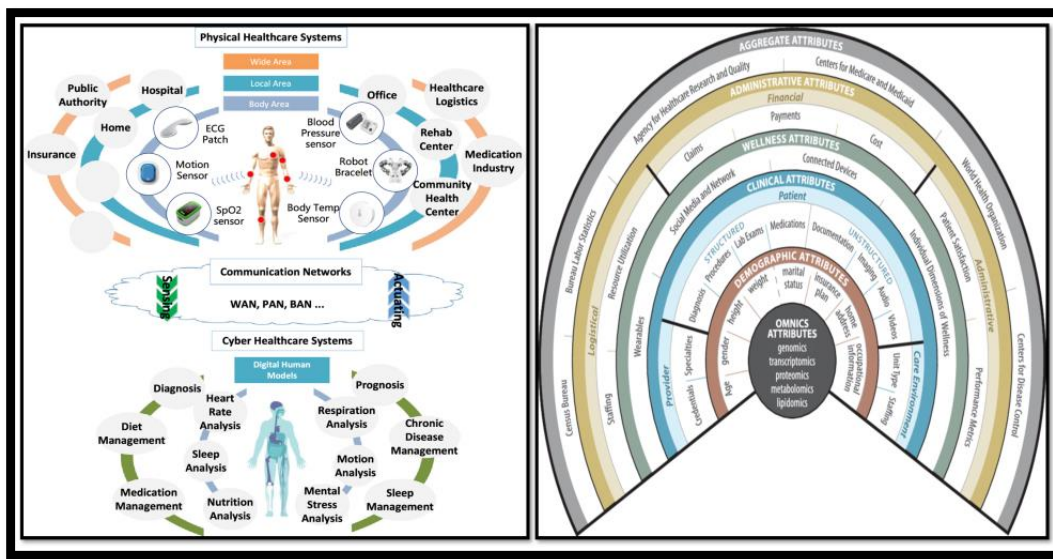 Physical Healthcare Systems
Wide Area
Local Area
Body Area
Public
Authority
Hospital
Home
Insurance
ECG
Patch
Motion
Sensor
SpO2
sensor
Office
Healthcare
Logistics
Blood
Pressure
sensor
Rehab
Center
Robot
Bracelet
Medication
Industry
Community
Health
Center
Body Temp
Sensor
Communication Networks
WAN, PAN, BAN ...
Sensing
Actuating
Cyber Healthcare Systems
Digital Human
Models
Diagnosis
Heart
Rate
Analysis
Diet
Management
Sleep
Analysis
Medication
Management
Nutrition
Analysis
Prognosis
Respiration
Analysis
Chronic
Disease
Management
Motion
Analysis
Mental
Stress
Analysis
Sleep
Management
AGGREGATE ATTRIBUTES
Census Bureau
Bureau Labor Statistics
Agency for Healthcare Research and Quality
Centers for Medicare and Medicaid
World Health Organization
Centers for Disease Control
ADMINISTRATIVE ATTRIBUTES
Logistical
Financial
Administrative
Staffing
Resource Utilization
Claims
Payments
Cost
Patient Satisfaction
Performance Metrics
WELLNESS ATTRIBUTES
Wearables
Social Media and Network
Connected Devices
Individual Dimensions of Wellness
CLINICAL ATTRIBUTES
Provider
Patient
Care Environment
Credentials
Specialties
STRUCTURED
Diagnosis
Procedures
Lab Exams
Medications
UNSTRUCTURED
Documentation
Imaging
Audio
Videos
Unit Type
Staffing
DEMOGRAPHIC ATTRIBUTES
Age
gender
height
weight
marital
status
insurance
plan
home
address
occupational
information
OMNICS
ATTRIBUTES
genomics
transcriptomics
proteomics
metabolomics
lipidomics